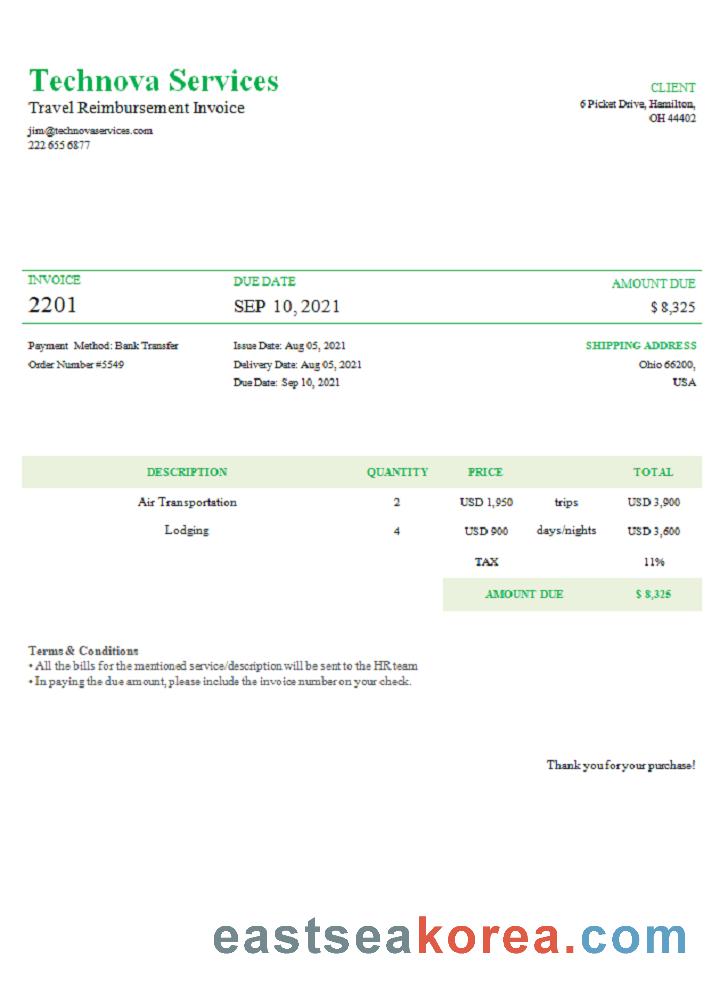 Technova Services
Travel Reimbursement Invoice
jim@technovaservices.com
222 655 6877
CLIENT
6 Picket Drive, Hamilton,
OH 44402
INVOICE DUE DATE AMOUNT DUE
2201 SEP 10, 2021 $ 8,325
Payment Method: Bank Transfer Issue Date: Aug 05, 2021 SHIPPING ADDRESS
Order Number #5549 Delivery Date: Aug 05, 2021 Ohio 66200,
Due Date: Sep 10, 2021 USA
DESCRIPTION QUANTITY PRICE TOTAL
Air Transportation 2 USD 1,950 trips USD 3,900
Lodging 4 USD 900 days/nights USD 3,600
TAX 11%
AMOUNT DUE $ 8,325
Terms & Conditions
• All the bills for the mentioned service/description will be sent to the HR team
• In paying the due amount, please include the invoice number on your check.
Thank you for your purchase!
eastseakorea.com